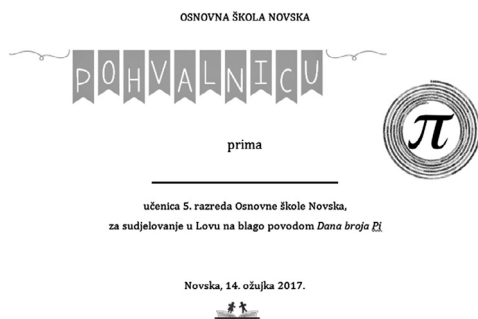 OSNOVNA ŠKOLA NOVSKA
POHVALNICU
π
prima
učenica 5. razreda Osnovne škole Novska,
za sudjelovanje u Lovu na blago povodom Dana broja Pi
Novska, 14. ožujka 2017.